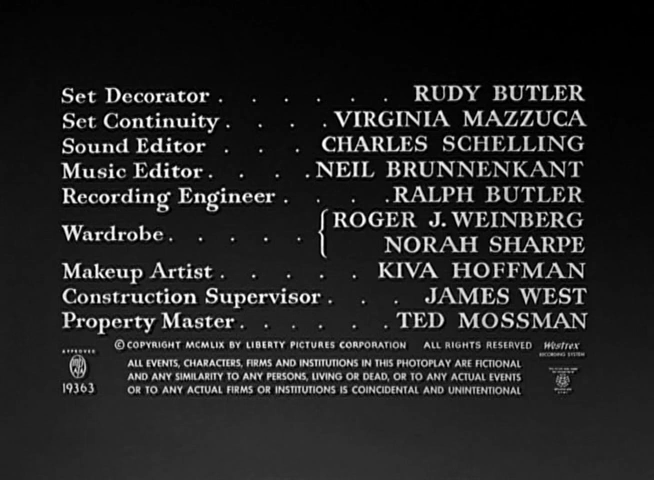 Set Decorator . . . . . . RUDY BUTLER
Set Continuity . . . . VIRGINIA MAZZUCA
Sound Editor . . . . CHARLES SCHELLING
Music Editor . . . . NEIL BRUNNENKANT
Recording Engineer . . . . RALPH BUTLER
Wardrobe . . . . . { ROGER J. WEINBERG
NORAH SHARPE
Makeup Artist . . . . . KIVA HOFFMAN
Construction Supervisor . . . JAMES WEST
Property Master . . . . . . TED MOSSMAN
© COPYRIGHT MCMLIX BY LIBERTY PICTURES CORPORATION ALL RIGHTS RESERVED Westrex
RECORDING SYSTEM
APPROVED
19363
ALL EVENTS, CHARACTERS, FIRMS AND INSTITUTIONS IN THIS PHOTOPLAY ARE FICTIONAL
AND ANY SIMILARITY TO ANY PERSONS, LIVING OR DEAD, OR TO ANY ACTUAL EVENTS
OR TO ANY ACTUAL FIRMS OR INSTITUTIONS IS COINCIDENTAL AND UNINTENTIONAL